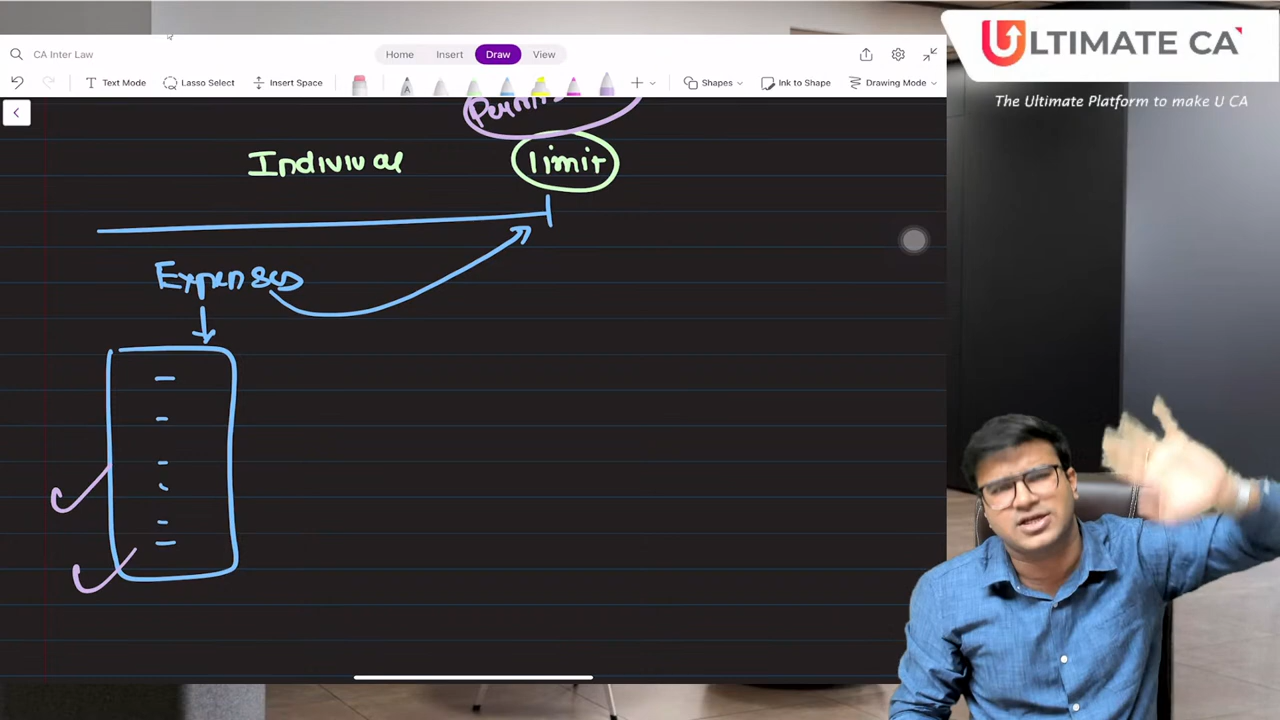 ULTIMATE CA
The Ultimate Platform to make U CA
CA Inter Law
Home Insert Draw View
Text Mode Lasso Select Insert Space Shapes Ink to Shape Drawing Mode
Indiviual limit
Expenses